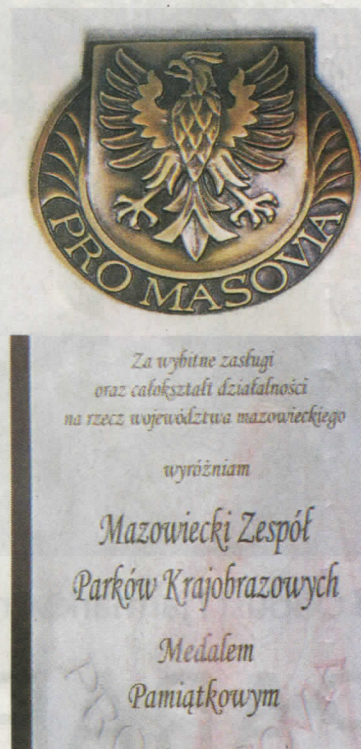 PRO MASOVIA
Za wybitne zasługi
oraz całokształt działalności
na rzecz województwa mazowieckiego
wyróżniam
Mazowiecki Zespół
Parków Krajobrazowych
Medalem
Pamiątkowym
PRO